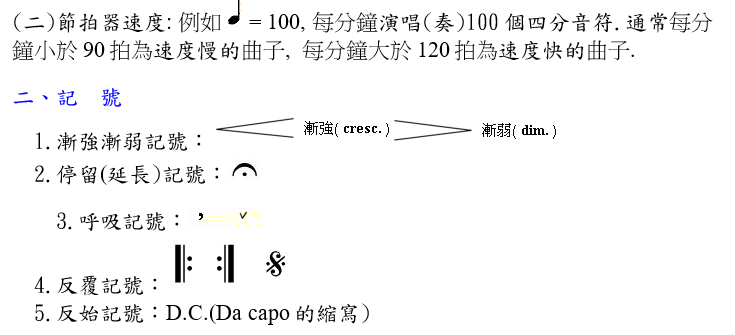 (二)節拍器速度: 例如 = 100, 每分鐘演唱(奏)100 個四分音符. 通常每分
鐘小於 90 拍為速度慢的曲子, 每分鐘大於 120 拍為速度快的曲子.
二、記 號
1. 漸強漸弱記號： 漸強( cresc. ) 漸弱( dim. )
2. 停留(延長)記號：
3. 呼吸記號：
4. 反覆記號：
5. 反始記號：D.C.(Da capo 的縮寫)